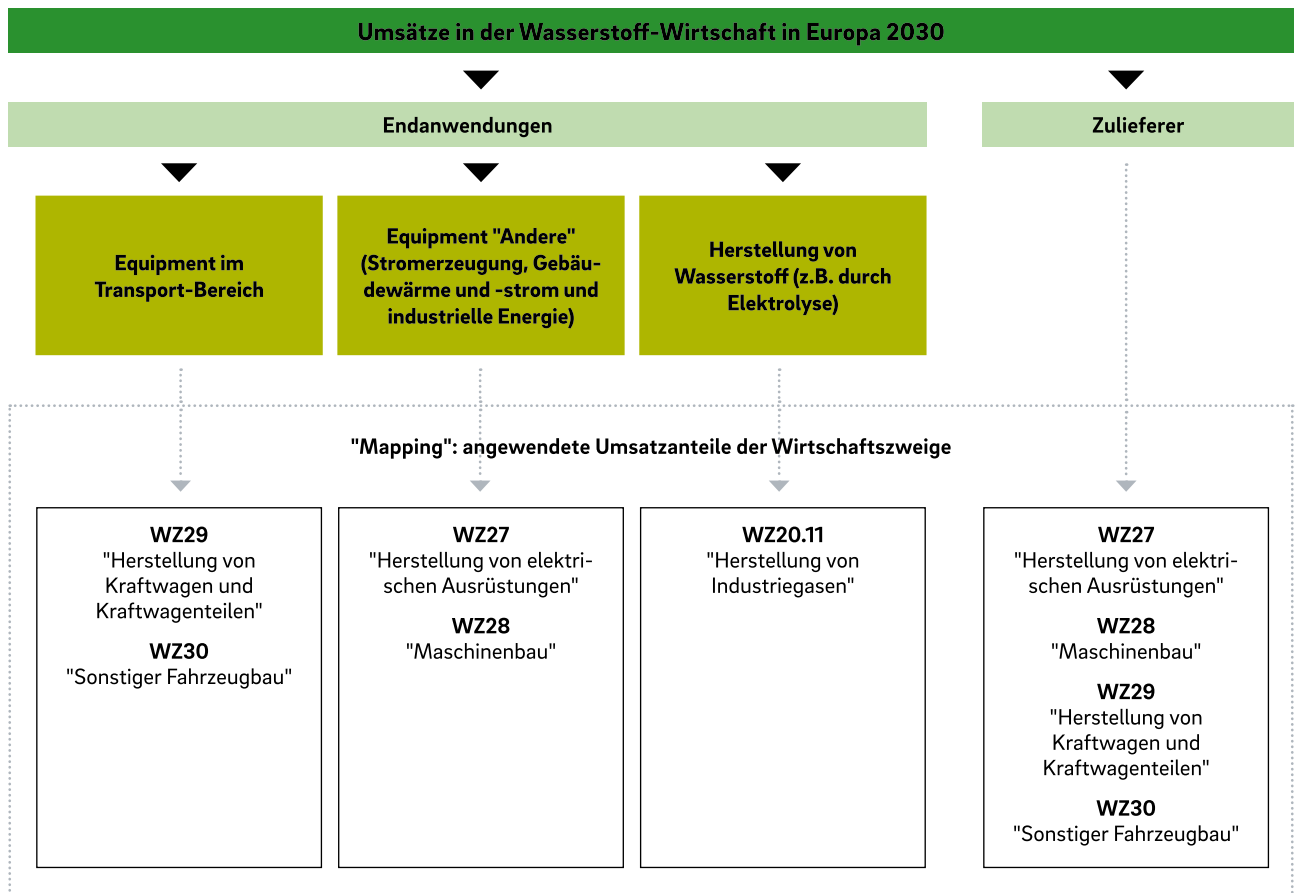 Umsätze in der Wasserstoff-Wirtschaft in Europa 2030
Endanwendungen
Zulieferer
Equipment im
Transport-Bereich
Equipment "Andere"
(Stromerzeugung, Gebäu-
dewärme und -strom und
industrielle Energie)
Herstellung von
Wasserstoff (z.B. durch
Elektrolyse)
"Mapping": angewendete Umsatzanteile der Wirtschaftszweige
WZ29
"Herstellung von
Kraftwagen und
Kraftwagenteilen"
WZ30
"Sonstiger Fahrzeugbau"
WZ27
"Herstellung von elektri-
schen Ausrüstungen"
WZ28
"Maschinenbau"
WZ20.11
"Herstellung von
Industriegasen"
WZ27
"Herstellung von elektri-
schen Ausrüstungen"
WZ28
"Maschinenbau"
WZ29
"Herstellung von
Kraftwagen und
Kraftwagenteilen"
WZ30
"Sonstiger Fahrzeugbau"